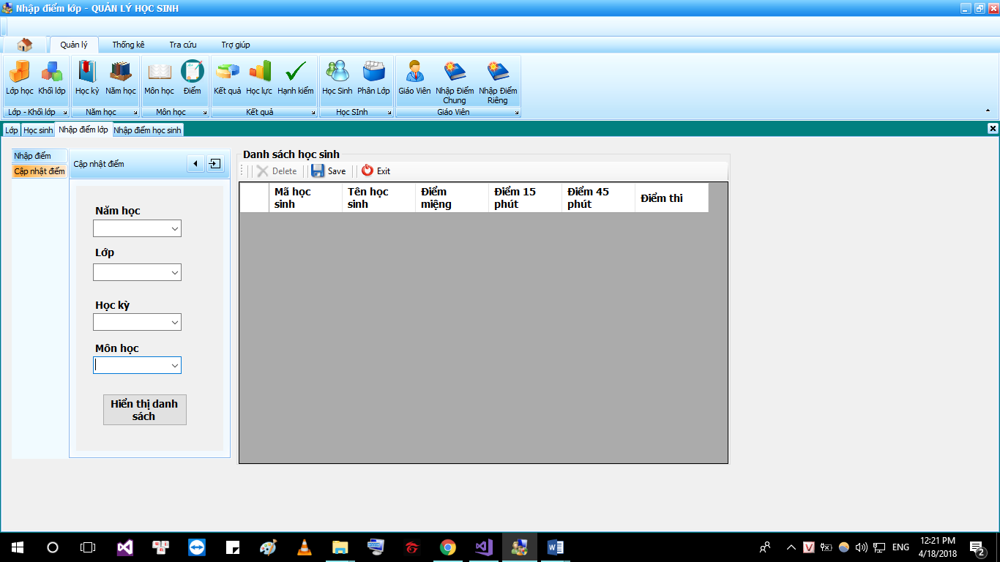 Nhập điểm lớp - QUẢN LÝ HỌC SINH
Quản lý Thống kê Tra cứu Trợ giúp
Lớp học Khối lớp Học kỳ Năm học Môn học Điểm Kết quả Học lực Hạnh kiểm Học Sinh Phân Lớp Giáo Viên Nhập Điểm Chung Nhập Điểm Riêng
Lớp - Khối lớp Năm học Môn học Kết quả Học SInh Giáo Viên
Lớp Học sinh Nhập điểm lớp Nhập điểm học sinh
Nhập điểm
Cập nhật điểm
Cập nhật điểm
Năm học
Lớp
Học kỳ
Môn học
Hiển thị danh
sách
Danh sách học sinh
Delete Save Exit
Mã học sinh Tên học sinh Điểm miệng Điểm 15 phút Điểm 45 phút Điểm thi
ENG
12:21 PM
4/18/2018
2